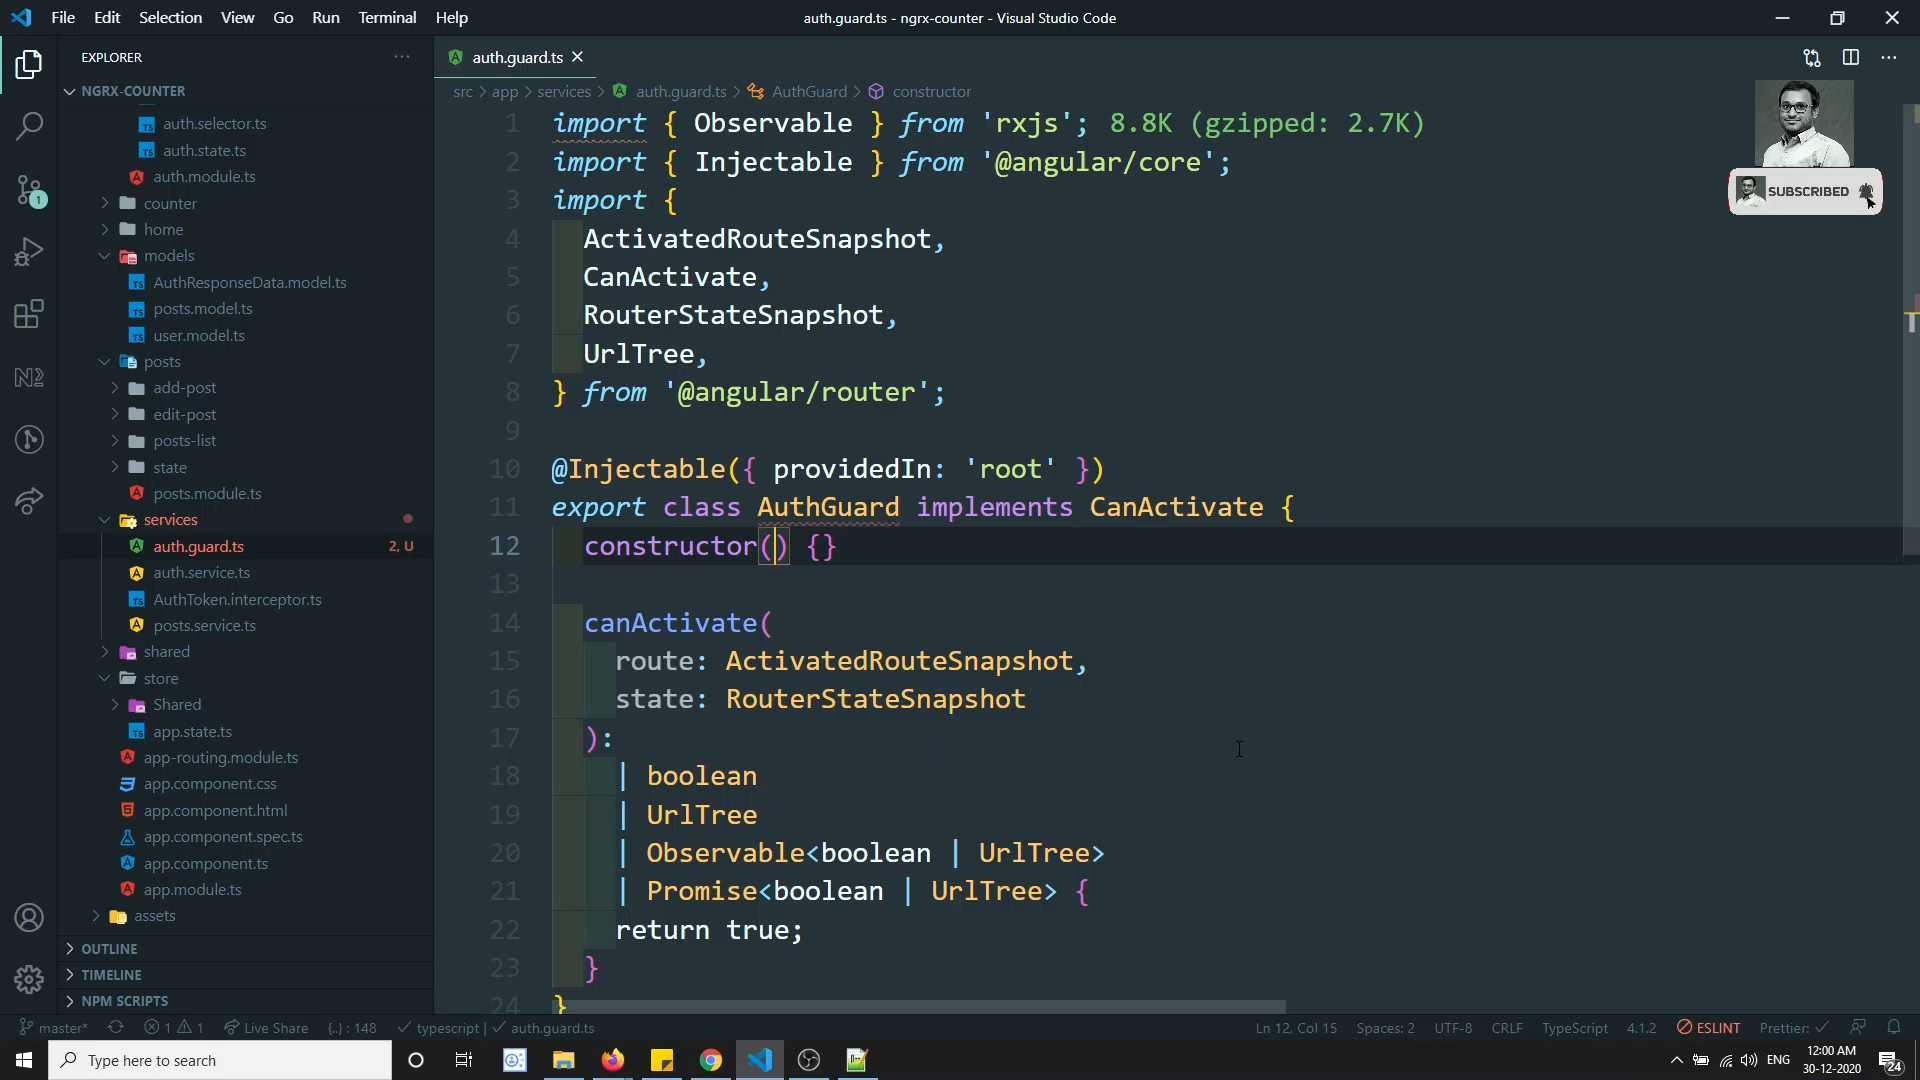 File Edit Selection View Go Run Terminal Help
auth.guard.ts - ngrx-counter - Visual Studio Code
EXPLORER
NGRX-COUNTER
auth.selector.ts
auth.state.ts
auth.module.ts
counter
home
models
AuthResponseData.model.ts
posts.model.ts
user.model.ts
posts
add-post
edit-post
posts-list
state
posts.module.ts
services
auth.guard.ts 2, U
auth.service.ts
AuthToken.interceptor.ts
posts.service.ts
shared
store
Shared
app.state.ts
app-routing.module.ts
app.component.css
app.component.html
app.component.spec.ts
app.component.ts
app.module.ts
assets
OUTLINE
TIMELINE
NPM SCRIPTS
1
auth.guard.ts
src > app > services > auth.guard.ts > AuthGuard > constructor
1 import { Observable } from 'rxjs'; 8.8K (gzipped: 2.7K)
2 import { Injectable } from '@angular/core';
3 import {
4 ActivatedRouteSnapshot,
5 CanActivate,
6 RouterStateSnapshot,
7 UrlTree,
8 } from '@angular/router';
9
10 @Injectable({ providedIn: 'root' })
11 export class AuthGuard implements CanActivate {
12 constructor() {}
13
14 canActivate(
15 route: ActivatedRouteSnapshot,
16 state: RouterStateSnapshot
17 ):
18 | boolean
19 | UrlTree
20 | Observable<boolean | UrlTree>
21 | Promise<boolean | UrlTree> {
22 return true;
23 }
24 }
SUBSCRIBED
master* 1 1 Live Share {..} : 148 typescript | auth.guard.ts
Ln 12, Col 15 Spaces: 2 UTF-8 CRLF TypeScript 4.1.2 ESLINT Prettier:
Type here to search
ENG
12:00 AM
30-12-2020
24